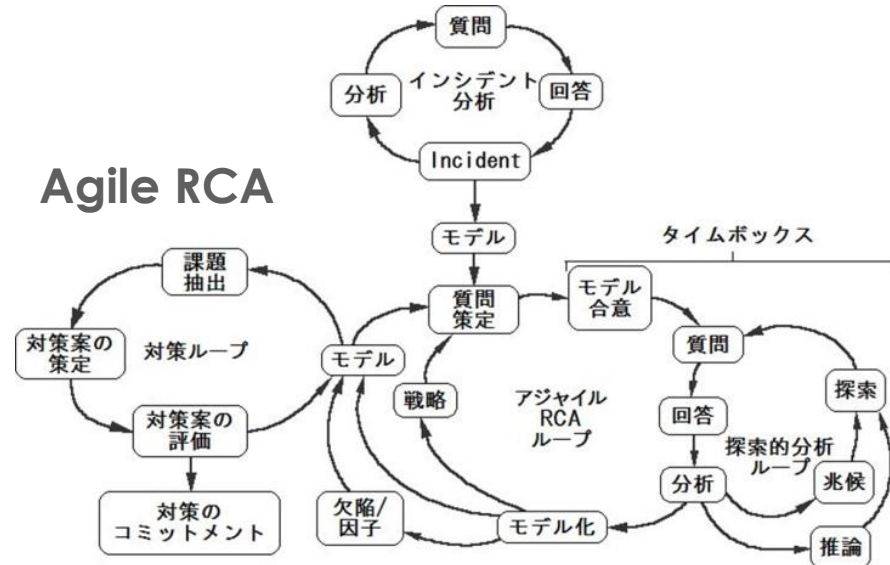 質問
インシデント
分析
分析
回答
Incident
Agile RCA
モデル
タイムボックス
課題
抽出
質問
策定
モデル
合意
対策案の
策定
対策ループ
モデル
質問
戦略
アジャイル
RCA
ループ
回答
探索
対策案の
評価
探索的分析
ループ
分析
兆候
対策の
コミットメント
欠陥/
因子
モデル化
推論